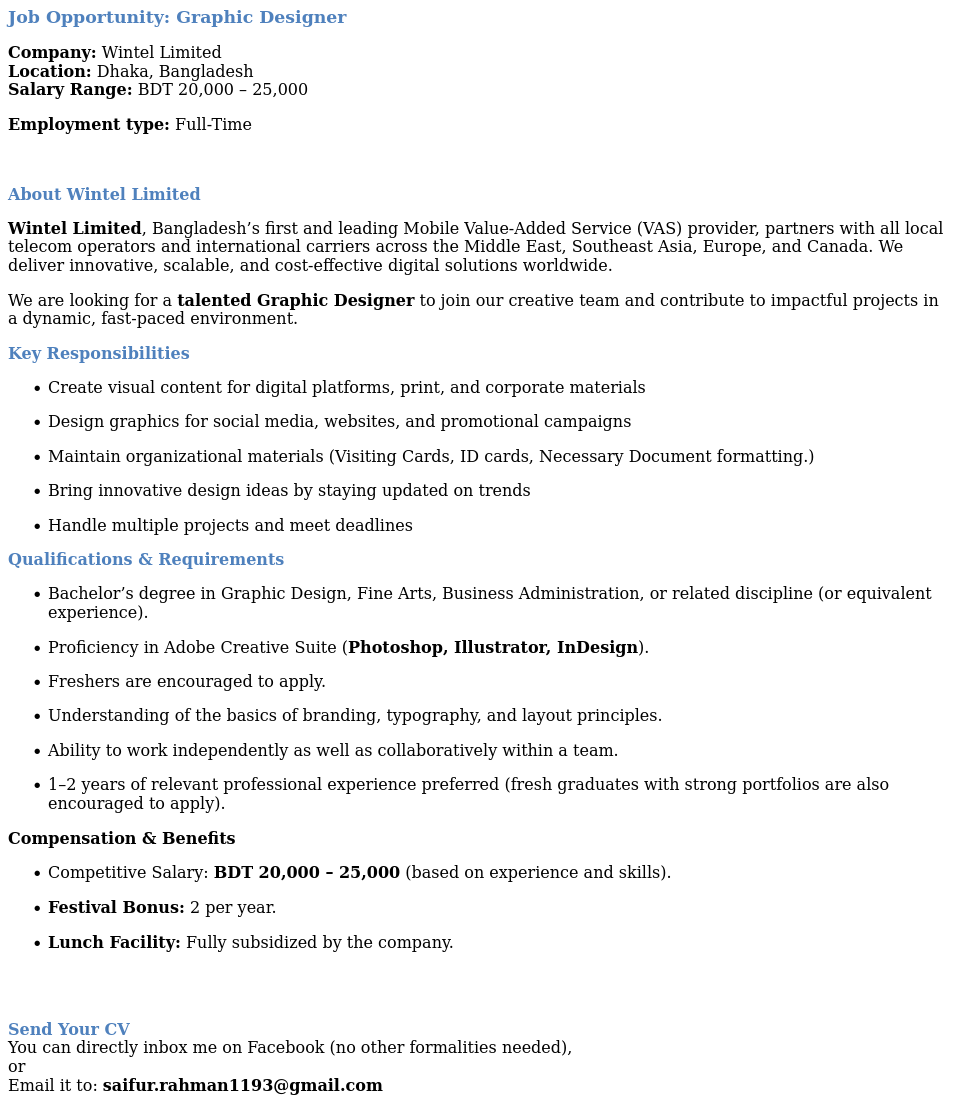 Job Opportunity: Graphic Designer
Company: Wintel Limited
Location: Dhaka, Bangladesh
Salary Range: BDT 20,000 – 25,000
Employment type: Full-Time
About Wintel Limited
Wintel Limited, Bangladesh’s first and leading Mobile Value-Added Service (VAS) provider, partners with all local
telecom operators and international carriers across the Middle East, Southeast Asia, Europe, and Canada. We
deliver innovative, scalable, and cost-effective digital solutions worldwide.
We are looking for a talented Graphic Designer to join our creative team and contribute to impactful projects in
a dynamic, fast-paced environment.
Key Responsibilities
• Create visual content for digital platforms, print, and corporate materials
• Design graphics for social media, websites, and promotional campaigns
• Maintain organizational materials (Visiting Cards, ID cards, Necessary Document formatting.)
• Bring innovative design ideas by staying updated on trends
• Handle multiple projects and meet deadlines
Qualifications & Requirements
• Bachelor’s degree in Graphic Design, Fine Arts, Business Administration, or related discipline (or equivalent
experience).
• Proficiency in Adobe Creative Suite (Photoshop, Illustrator, InDesign).
• Freshers are encouraged to apply.
• Understanding of the basics of branding, typography, and layout principles.
• Ability to work independently as well as collaboratively within a team.
• 1–2 years of relevant professional experience preferred (fresh graduates with strong portfolios are also
encouraged to apply).
Compensation & Benefits
• Competitive Salary: BDT 20,000 – 25,000 (based on experience and skills).
• Festival Bonus: 2 per year.
• Lunch Facility: Fully subsidized by the company.
Send Your CV
You can directly inbox me on Facebook (no other formalities needed),
or
Email it to: saifur.rahman1193@gmail.com